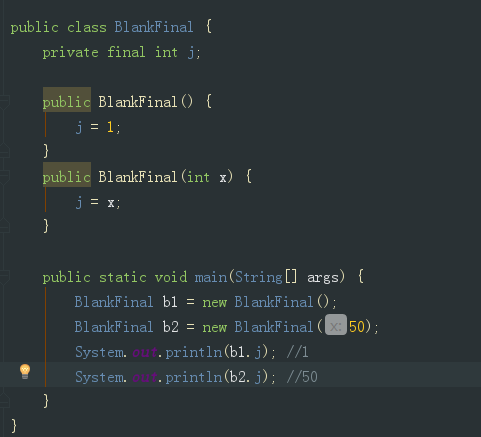 public class BlankFinal {
    private final int j;

    public BlankFinal() {
        j = 1;
    }
    public BlankFinal(int x) {
        j = x;
    }

    public static void main(String[] args) {
        BlankFinal b1 = new BlankFinal();
        BlankFinal b2 = new BlankFinal(x: 50);
        System.out.println(b1.j); //1
        System.out.println(b2.j); //50
    }
}